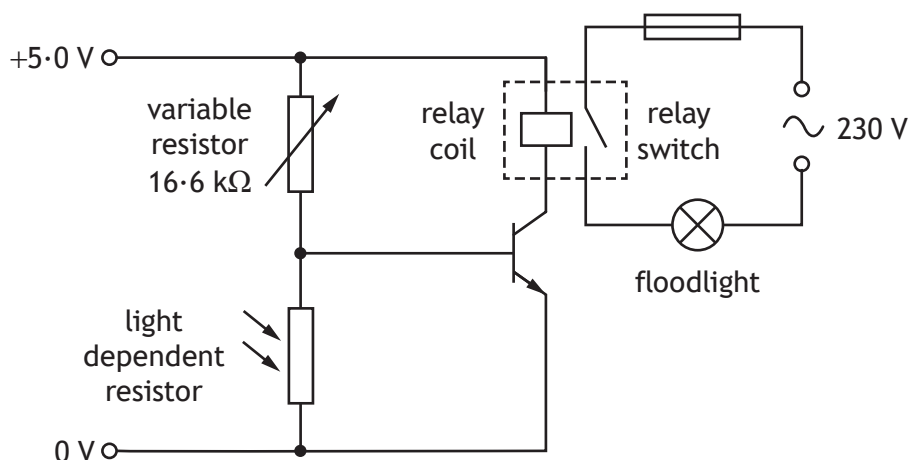 +5·0 V
variable
resistor
16·6 kΩ
relay
coil
relay
switch
230 V
floodlight
light
dependent
resistor
0 V